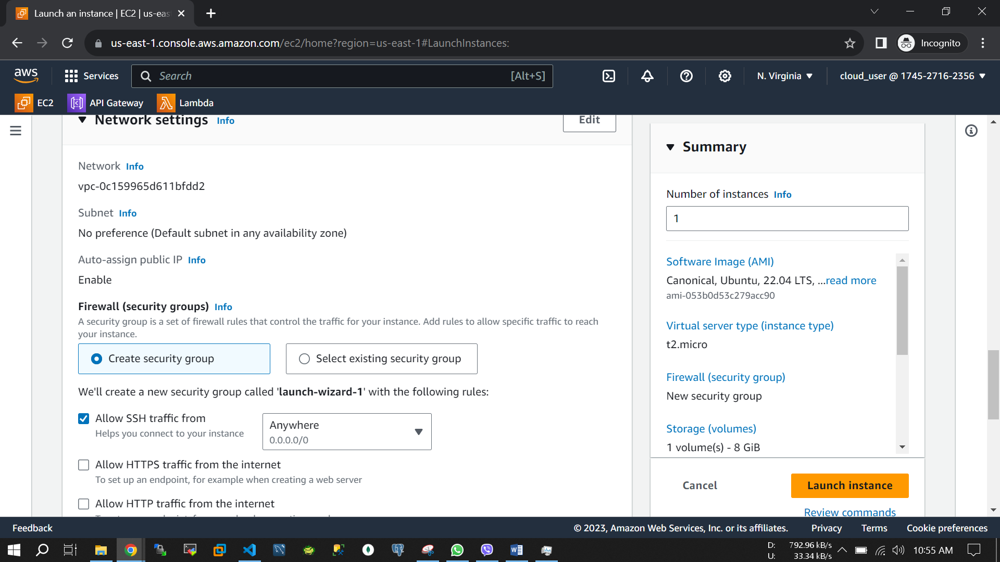 Launch an instance | EC2 | us-eas
us-east-1.console.aws.amazon.com/ec2/home?region=us-east-1#LaunchInstances:
Incognito
aws
Services
Search
[Alt+S]
N. Virginia
cloud_user @ 1745-2716-2356
EC2
API Gateway
Lambda
Network settings Info
Edit
Network Info
vpc-0c159965d611bfdd2
Subnet Info
No preference (Default subnet in any availability zone)
Auto-assign public IP Info
Enable
Firewall (security groups) Info
A security group is a set of firewall rules that control the traffic for your instance. Add rules to allow specific traffic to reach
your instance.
Create security group
Select existing security group
We'll create a new security group called 'launch-wizard-1' with the following rules:
Allow SSH traffic from
Helps you connect to your instance
Anywhere
0.0.0.0/0
Allow HTTPS traffic from the internet
To set up an endpoint, for example when creating a web server
Allow HTTP traffic from the internet
Summary
Number of instances Info
1
Software Image (AMI)
Canonical, Ubuntu, 22.04 LTS, ...read more
ami-053b0d53c279acc90
Virtual server type (instance type)
t2.micro
Firewall (security group)
New security group
Storage (volumes)
1 volume(s) - 8 GiB
Cancel
Launch instance
Review commands
Feedback
© 2023, Amazon Web Services, Inc. or its affiliates.
Privacy
Terms
Cookie preferences
D: 792.96 kB/s
U: 33.34 kB/s
10:55 AM